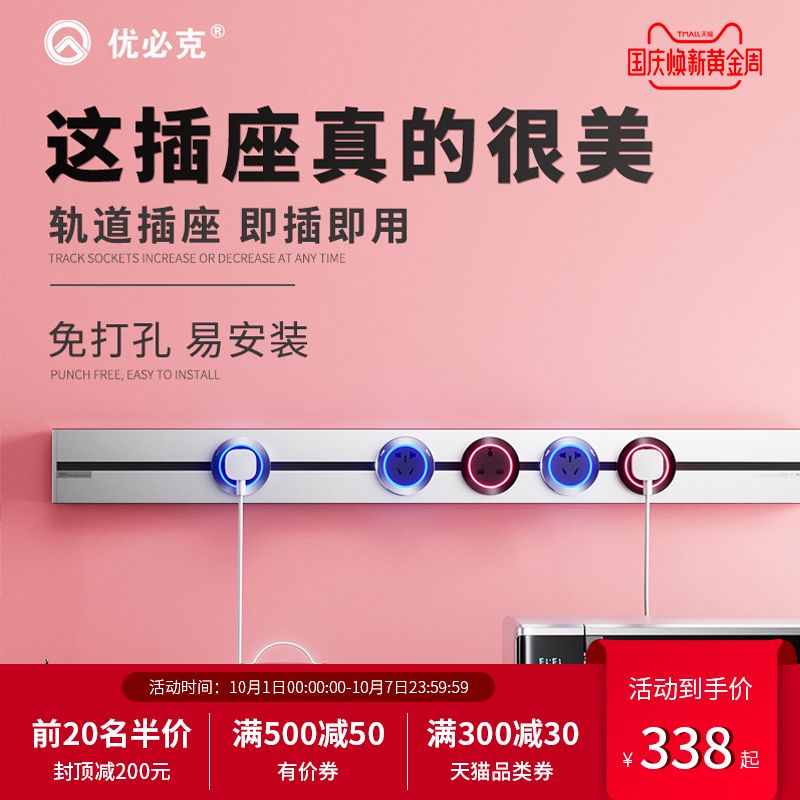 优必克®
TMALL天猫
国庆焕新黄金周
这插座真的很美
轨道插座 即插即用
TRACK SOCKETS INCREASE OR DECREASE AT ANY TIME
免打孔 易安装
PUNCH FREE, EASY TO INSTALL
活动时间：10月1日00:00:00-10月7日23:59:59
前20名半价
封顶减200元
满500减50
有价券
满300减30
天猫品类券
活动到手价
¥338起